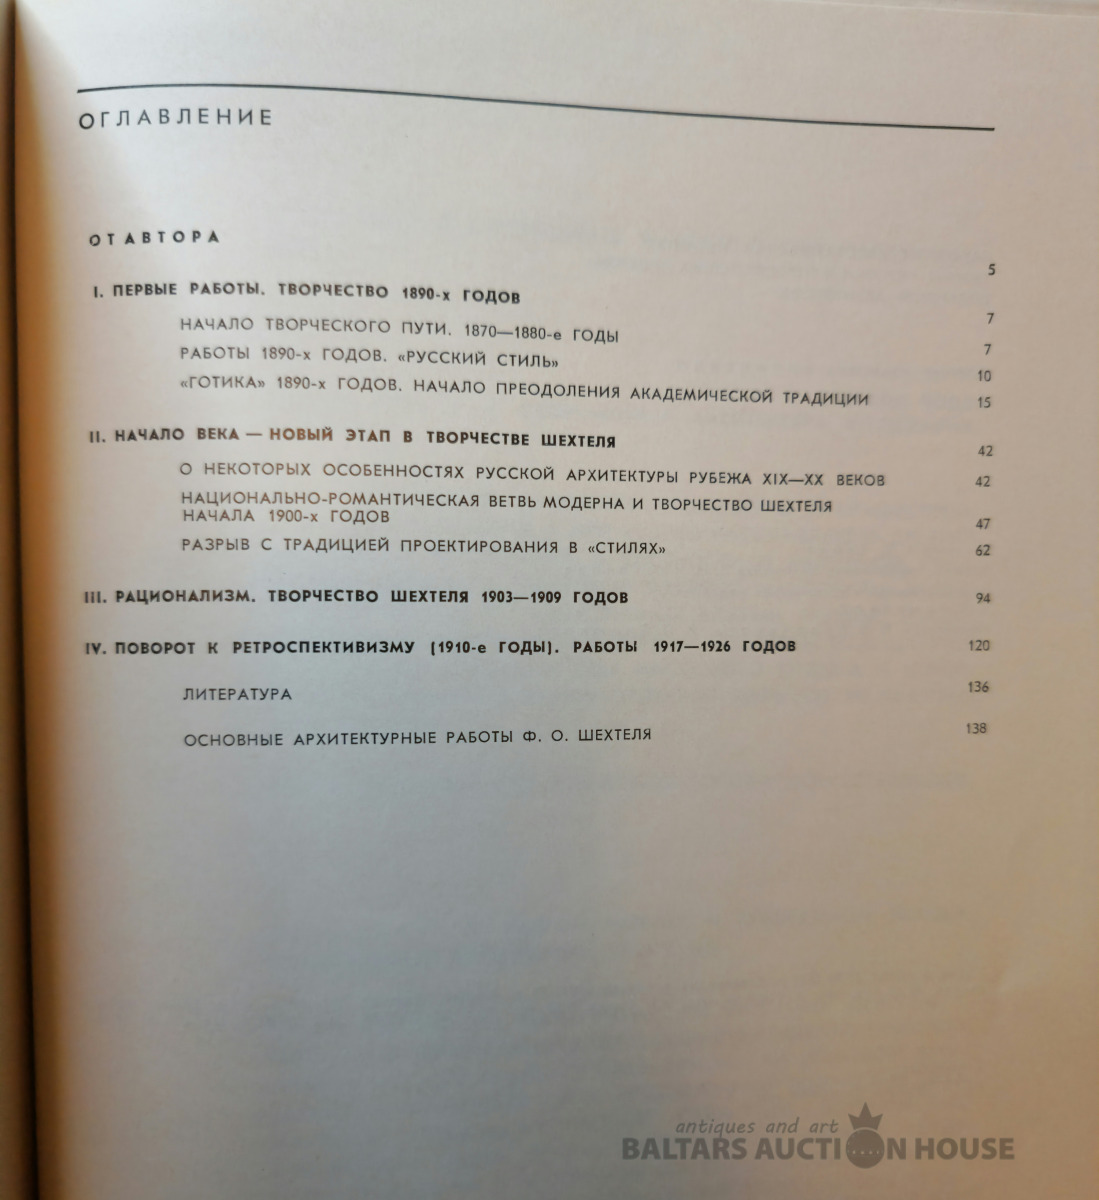 ОГЛАВЛЕНИЕ
ОТ АВТОРА 5
I. ПЕРВЫЕ РАБОТЫ. ТВОРЧЕСТВО 1890-х ГОДОВ 7
НАЧАЛО ТВОРЧЕСКОГО ПУТИ. 1870—1880-е ГОДЫ 7
РАБОТЫ 1890-х ГОДОВ. «РУССКИЙ СТИЛЬ» 10
«ГОТИКА» 1890-х ГОДОВ. НАЧАЛО ПРЕОДОЛЕНИЯ АКАДЕМИЧЕСКОЙ ТРАДИЦИИ 15
II. НАЧАЛО ВЕКА — НОВЫЙ ЭТАП В ТВОРЧЕСТВЕ ШЕХТЕЛЯ 42
О НЕКОТОРЫХ ОСОБЕННОСТЯХ РУССКОЙ АРХИТЕКТУРЫ РУБЕЖА XIX—XX ВЕКОВ 42
НАЦИОНАЛЬНО-РОМАНТИЧЕСКАЯ ВЕТВЬ МОДЕРНА И ТВОРЧЕСТВО ШЕХТЕЛЯ
НАЧАЛА 1900-х ГОДОВ 47
РАЗРЫВ С ТРАДИЦИЕЙ ПРОЕКТИРОВАНИЯ В «СТИЛЯХ» 62
III. РАЦИОНАЛИЗМ. ТВОРЧЕСТВО ШЕХТЕЛЯ 1903—1909 ГОДОВ 94
IV. ПОВОРОТ К РЕТРОСПЕКТИВИЗМУ (1910-е ГОДЫ). РАБОТЫ 1917—1926 ГОДОВ 120
ЛИТЕРАТУРА 136
ОСНОВНЫЕ АРХИТЕКТУРНЫЕ РАБОТЫ Ф. О. ШЕХТЕЛЯ 138
antiques and art
BALTARS AUCTION HOUSE